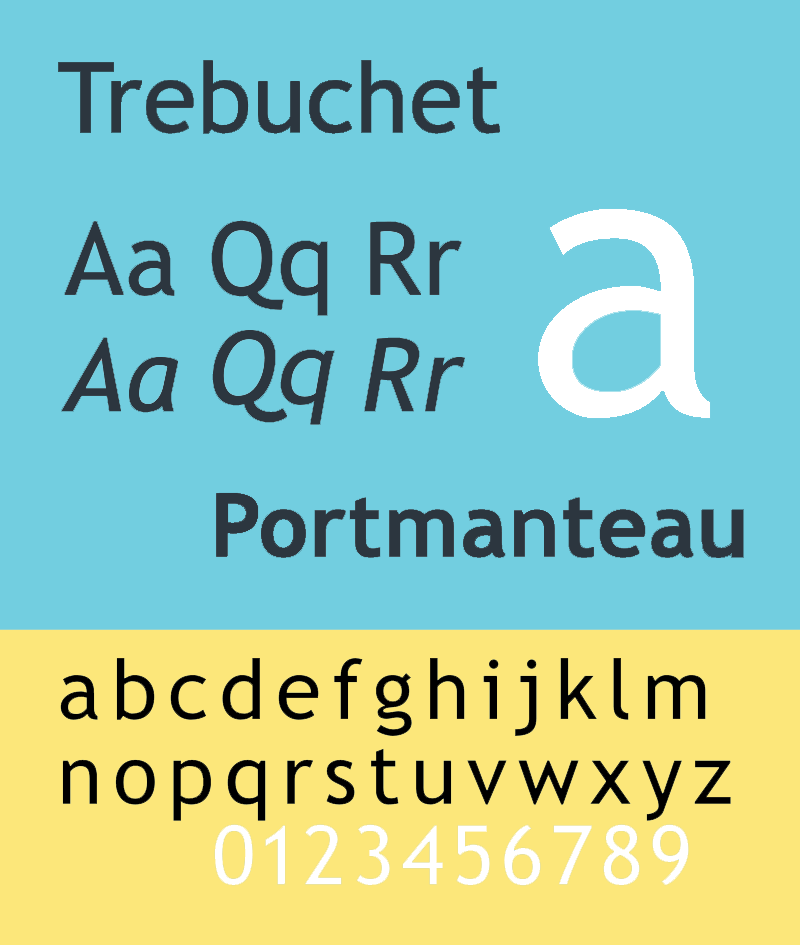 Trebuchet
Aa Qq Rr
a
Aa Qq Rr
Portmanteau
abcdefghijklm
nopqrstuvwxyz
0123456789